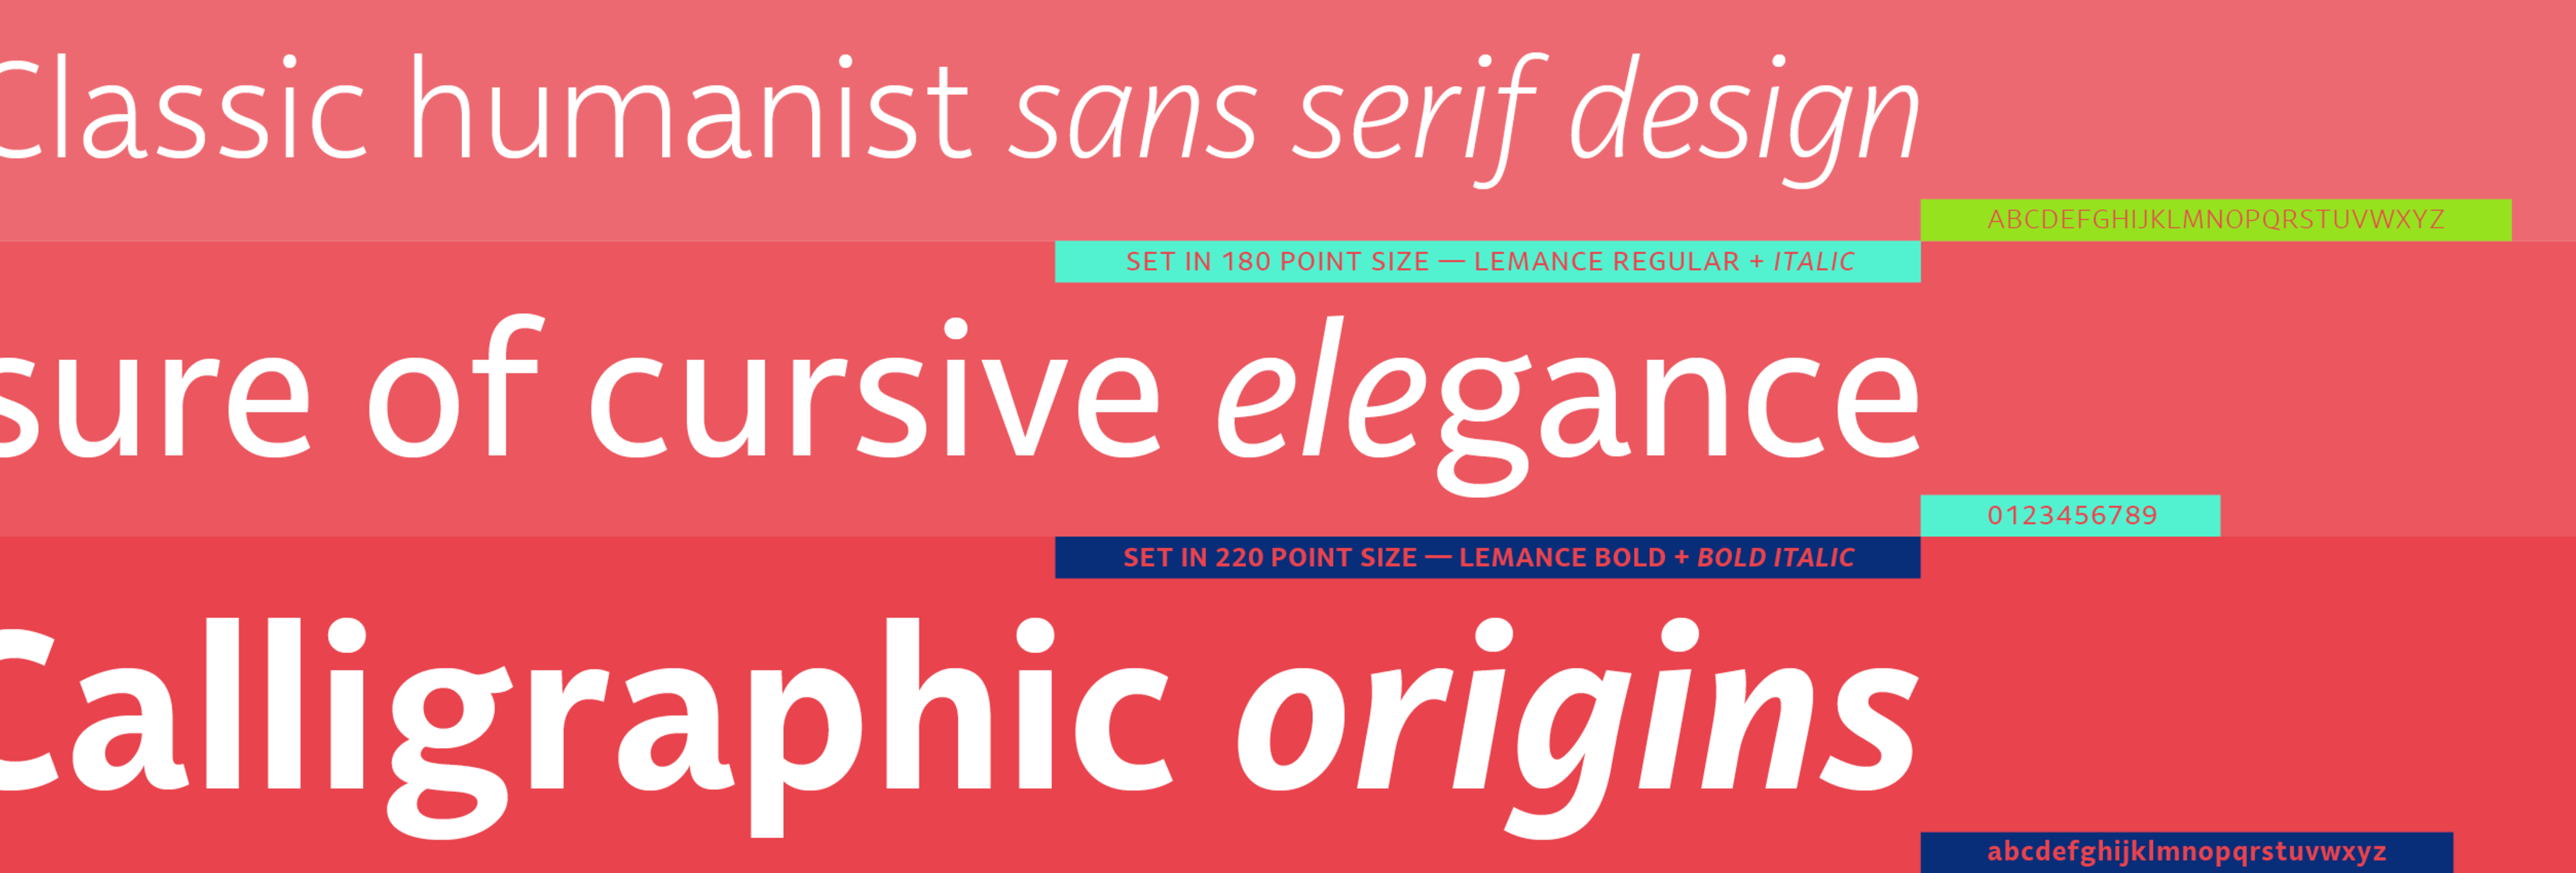 Classic humanist sans serif design
ABCDEFGHIJKLMNOPQRSTUVWXYZ
SET IN 180 POINT SIZE — LEMANCE REGULAR + ITALIC
sure of cursive elegance
0123456789
SET IN 220 POINT SIZE — LEMANCE BOLD + BOLD ITALIC
Calligraphic origins
abcdefghijklmnopqrstuvwxyz